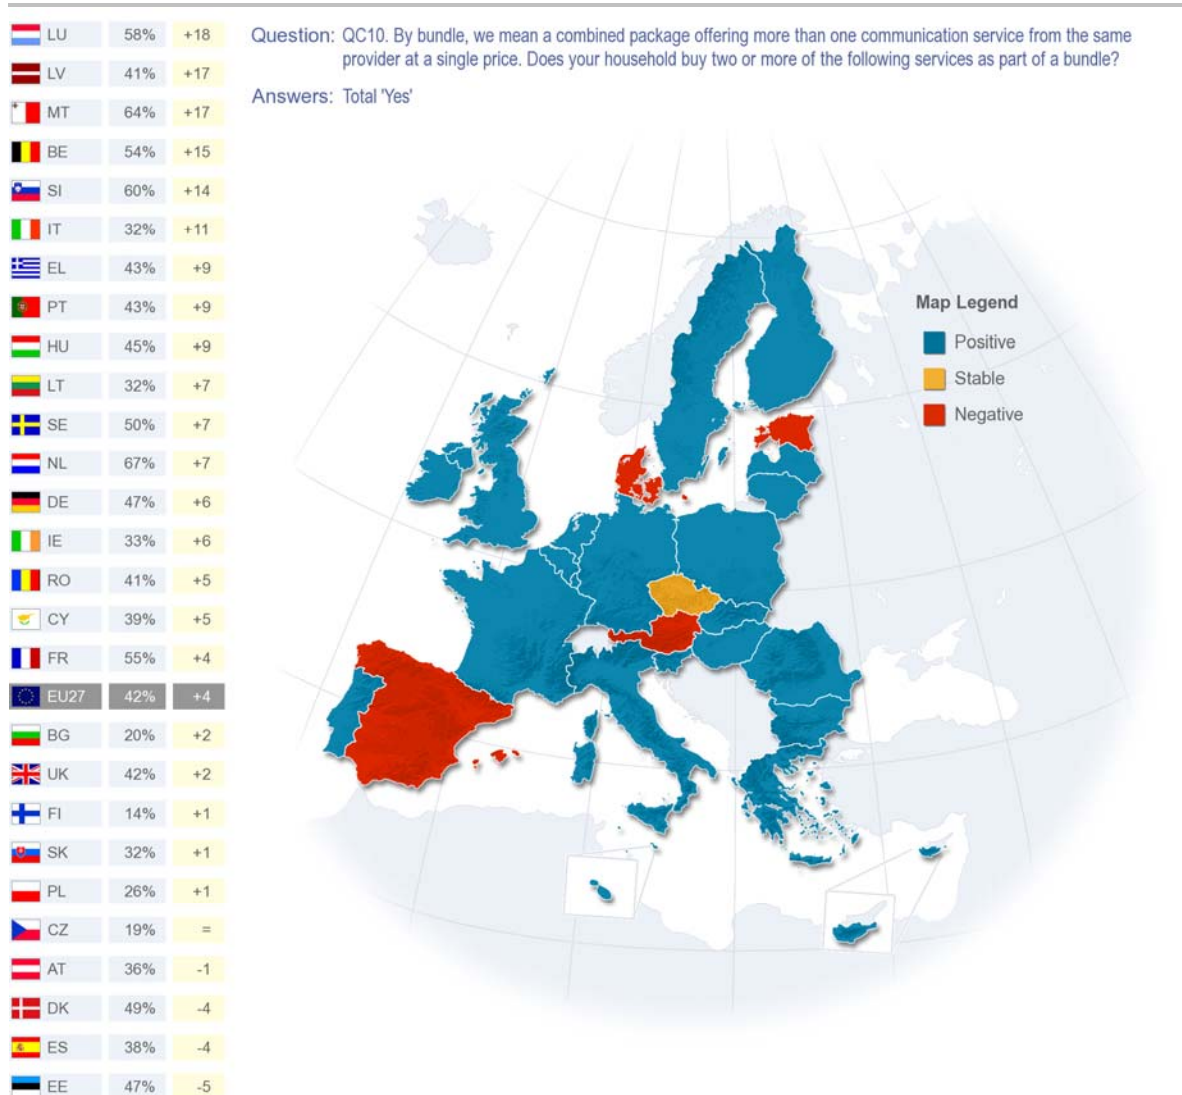 LU 58% +18
LV 41% +17
MT 64% +17
BE 54% +15
SI 60% +14
IT 32% +11
EL 43% +9
PT 43% +9
HU 45% +9
LT 32% +7
SE 50% +7
NL 67% +7
DE 47% +6
IE 33% +6
RO 41% +5
CY 39% +5
FR 55% +4
EU27 42% +4
BG 20% +2
UK 42% +2
FI 14% +1
SK 32% +1
PL 26% +1
CZ 19% =
AT 36% -1
DK 49% -4
ES 38% -4
EE 47% -5
Question: QC10. By bundle, we mean a combined package offering more than one communication service from the same
provider at a single price. Does your household buy two or more of the following services as part of a bundle?
Answers: Total 'Yes'
Map Legend
Positive
Stable
Negative